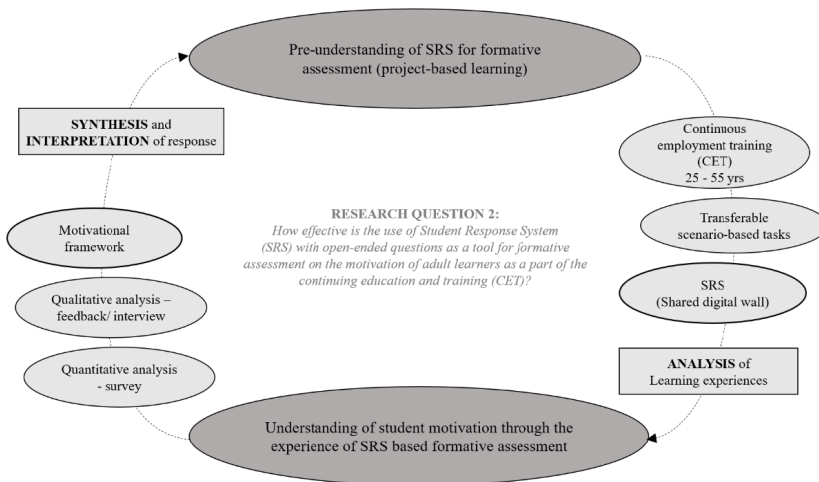 Pre-understanding of SRS for formative
assessment (project-based learning)
SYNTHESIS and
INTERPRETATION of response
Continuous
employment training
(CET)
25 - 55 yrs
Motivational
framework
RESEARCH QUESTION 2:
How effective is the use of Student Response System
(SRS) with open-ended questions as a tool for formative
assessment on the motivation of adult learners as a part of the
continuing education and training (CET)?
Transferable
scenario-based tasks
Qualitative analysis –
feedback/ interview
SRS
(Shared digital wall)
Quantitative analysis
- survey
ANALYSIS of
Learning experiences
Understanding of student motivation through the
experience of SRS based formative assessment